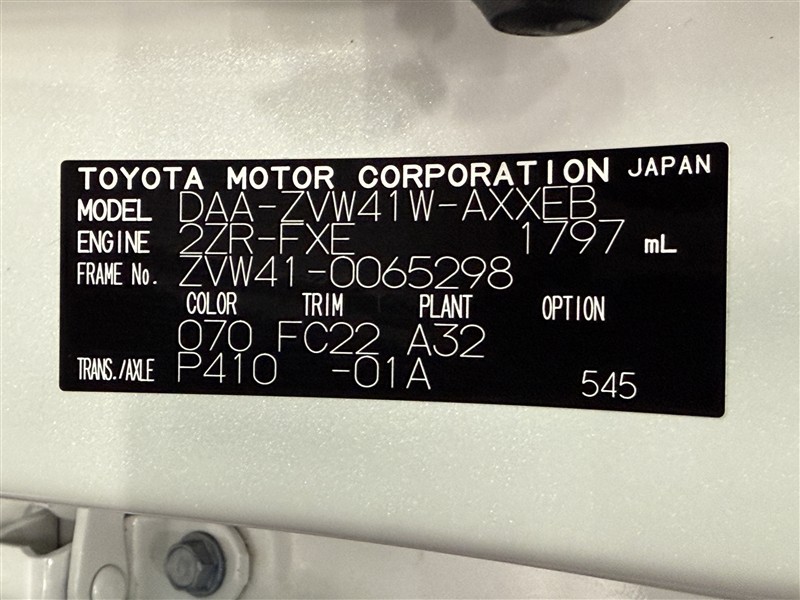 TOYOTA MOTOR CORPORATION JAPAN
MODEL DAA-ZVW41W-AXXEB
ENGINE 2ZR-FXE 1797 mL
FRAME No. ZVW41-0065298
COLOR TRIM PLANT OPTION
070 FC22 A32
TRANS./AXLE P410 -01A 545